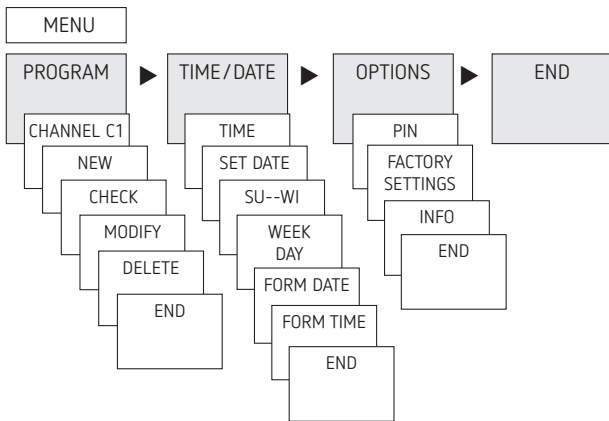 MENU
PROGRAM
TIME/DATE
OPTIONS
END
CHANNEL C1
NEW
CHECK
MODIFY
DELETE
END
TIME
SET DATE
SU--WI
WEEK
DAY
FORM DATE
FORM TIME
END
PIN
FACTORY
SETTINGS
INFO
END